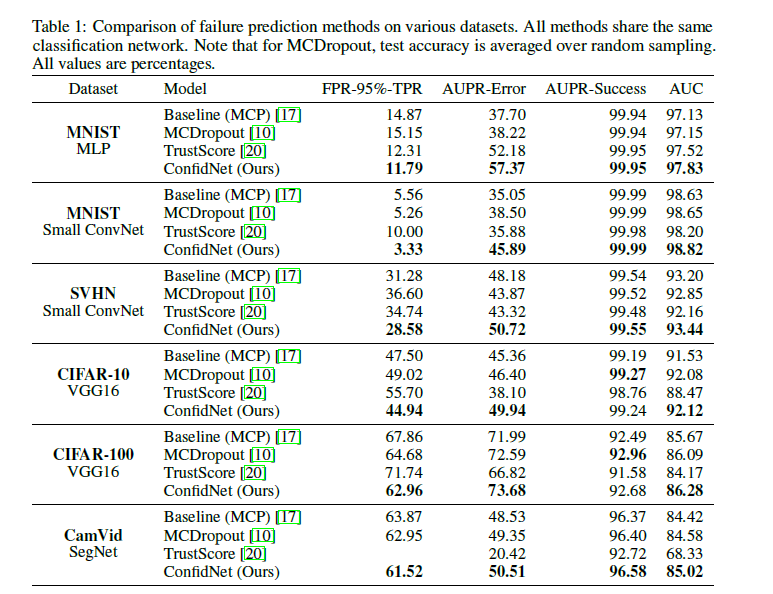 Table 1: Comparison of failure prediction methods on various datasets. All methods share the same
classification network. Note that for MCDropout, test accuracy is averaged over random sampling.
All values are percentages.
Dataset Model FPR-95%-TPR AUPR-Error AUPR-Success AUC
MNIST
MLP
Baseline (MCP) [17] 14.87 37.70 99.94 97.13
MCDropout [10] 15.15 38.22 99.94 97.15
TrustScore [20] 12.31 52.18 99.95 97.52
ConfidNet (Ours) 11.79 57.37 99.95 97.83
MNIST
Small ConvNet
Baseline (MCP) [17] 5.56 35.05 99.99 98.63
MCDropout [10] 5.26 38.50 99.99 98.65
TrustScore [20] 10.00 35.88 99.98 98.20
ConfidNet (Ours) 3.33 45.89 99.99 98.82
SVHN
Small ConvNet
Baseline (MCP) [17] 31.28 48.18 99.54 93.20
MCDropout [10] 36.60 43.87 99.52 92.85
TrustScore [20] 34.74 43.32 99.48 92.16
ConfidNet (Ours) 28.58 50.72 99.55 93.44
CIFAR-10
VGG16
Baseline (MCP) [17] 47.50 45.36 99.19 91.53
MCDropout [10] 49.02 46.40 99.27 92.08
TrustScore [20] 55.70 38.10 98.76 88.47
ConfidNet (Ours) 44.94 49.94 99.24 92.12
CIFAR-100
VGG16
Baseline (MCP) [17] 67.86 71.99 92.49 85.67
MCDropout [10] 64.68 72.59 92.96 86.09
TrustScore [20] 71.74 66.82 91.58 84.17
ConfidNet (Ours) 62.96 73.68 92.68 86.28
CamVid
SegNet
Baseline (MCP) [17] 63.87 48.53 96.37 84.42
MCDropout [10] 62.95 49.35 96.40 84.58
TrustScore [20] 20.42 92.72 68.33
ConfidNet (Ours) 61.52 50.51 96.58 85.02